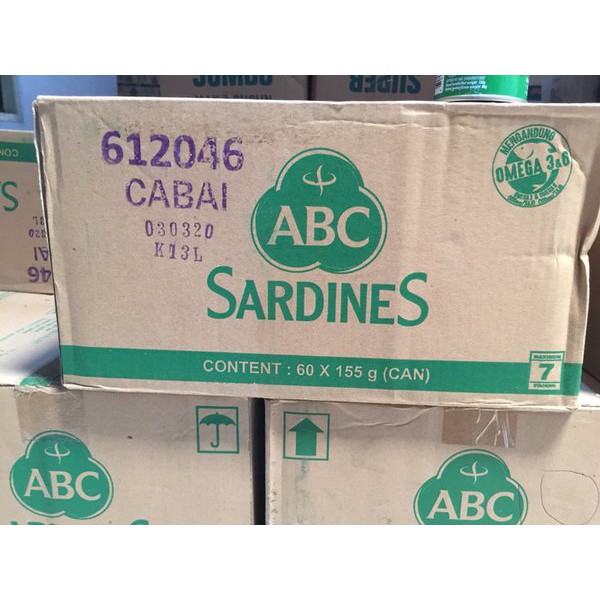 JUMBO
SUPER
612046
CABAI
030320
K13L
ABC
SARDINES
MENGANDUNG
OMEGA 3&6
CONTENT : 60 X 155 g (CAN)
MAXIMUM
7
STACKING
CON
S
ABC
ABC